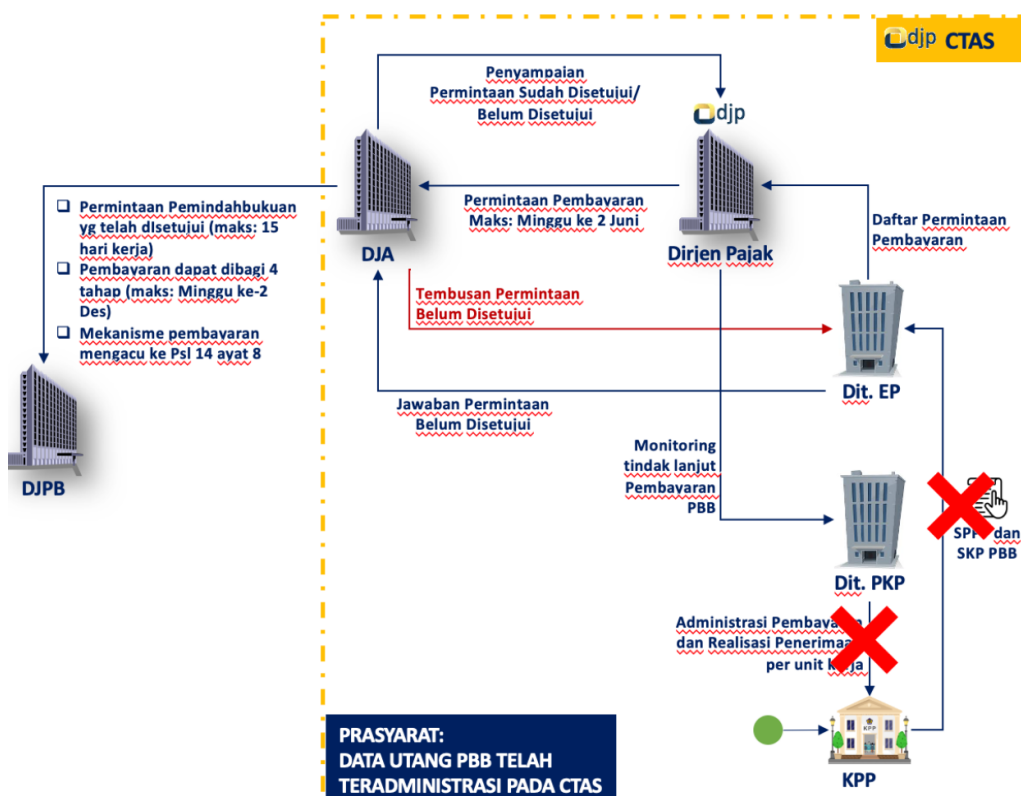 djp CTAS
Penyampaian
Permintaan Sudah Disetujui/
Belum Disetujui
djp
Permintaan Pembayaran
Maks: Minggu ke 2 Juni
DJA
Dirjen Pajak
Daftar Permintaan
Pembayaran
Permintaan Pemindahbukuan
yg telah dIsetujui (maks: 15
hari kerja)
Pembayaran dapat dibagi 4
tahap (maks: Minggu ke-2
Des)
Mekanisme pembayaran
mengacu ke Psl 14 ayat 8
DJPB
Tembusan Permintaan
Belum Disetujui
Dit. EP
Jawaban Permintaan
Belum Disetujui
Monitoring
tindak lanjut
Pembayaran
PBB
Dit. PKP
dan
SKP PBB
Administrasi
dan Realisasi
per unit
KPP
KPP
PRASYARAT:
DATA UTANG PBB TELAH
TERADMINISTRASI PADA CTAS